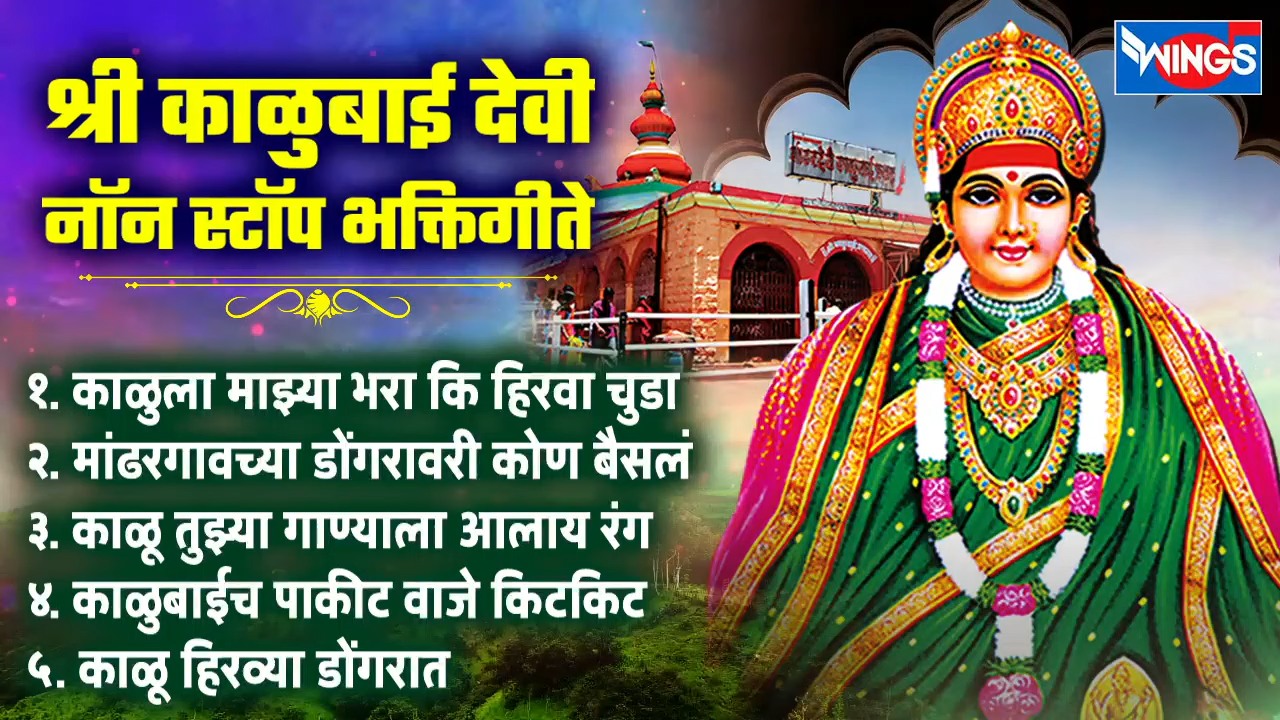 श्री काळुबाई देवी
नॉन स्टॉप भक्तिगीते
WINGS
१. काळुला माझ्या भरा कि हिरवा चुडा
२. मांढरगावच्या डोंगरावरी कोण बैसलं
३. काळू तुझ्या गाण्याला आलाय रंग
४. काळुबाईच पाकीट वाजे किटकिट
५. काळू हिरव्या डोंगरात